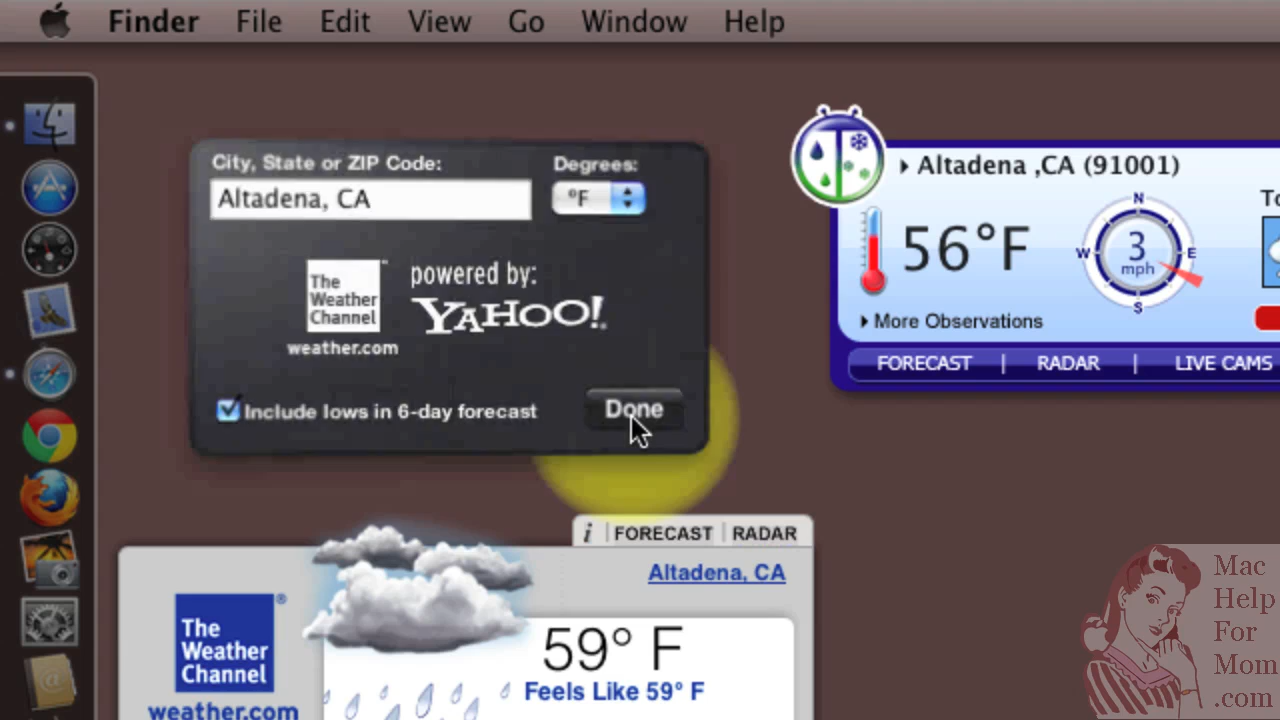 Finder File Edit View Go Window Help
City, State or ZIP Code: Degrees:
Altadena, CA °F
The
Weather
Channel
weather.com
powered by:
YAHOO!
Include lows in 6-day forecast
Done
Altadena ,CA (91001)
56°F
N
W E
S
3
mph
More Observations
FORECAST | RADAR | LIVE CAMS
i | FORECAST | RADAR
Altadena, CA
The
Weather
Channel
®
weather.com
59° F
Feels Like 59° F
Mac
Help
For
Mom
.com